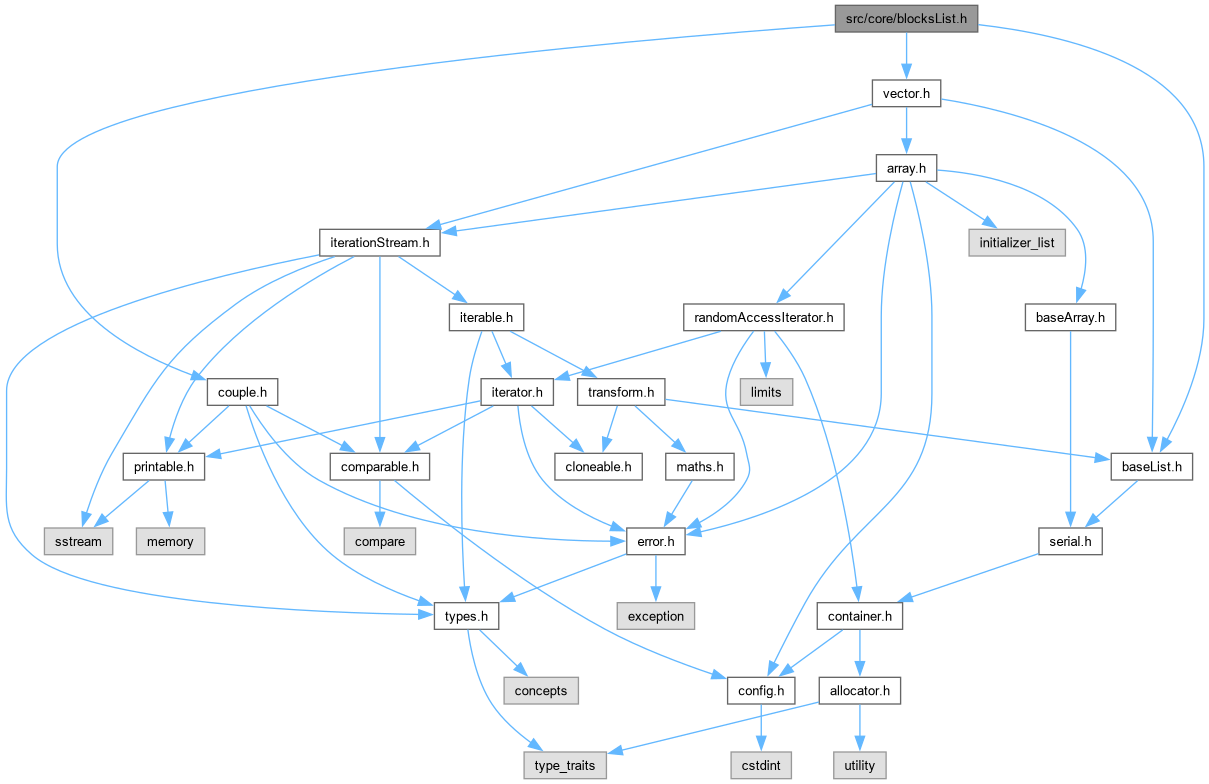 src/core/blocksList.h
vector.h
array.h
iterationStream.h
initializer_list
iterable.h
randomAccessIterator.h
baseArray.h
couple.h
iterator.h
transform.h
limits
printable.h
comparable.h
cloneable.h
maths.h
baseList.h
sstream
memory
compare
error.h
serial.h
types.h
exception
container.h
concepts
config.h
allocator.h
type_traits
cstdint
utility